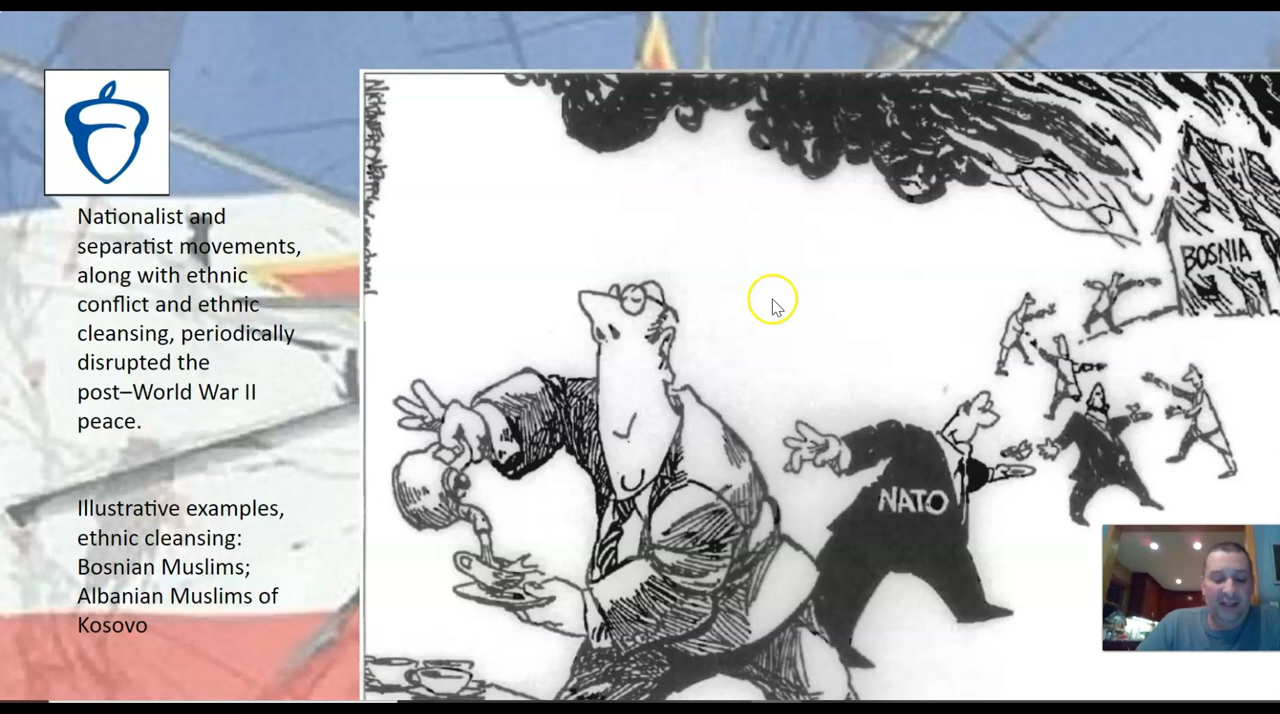 Nationalist and
separatist movements,
along with ethnic
conflict and ethnic
cleansing, periodically
disrupted the
post–World War II
peace.
Illustrative examples,
ethnic cleansing:
Bosnian Muslims;
Albanian Muslims of
Kosovo
BOSNIA
NATO